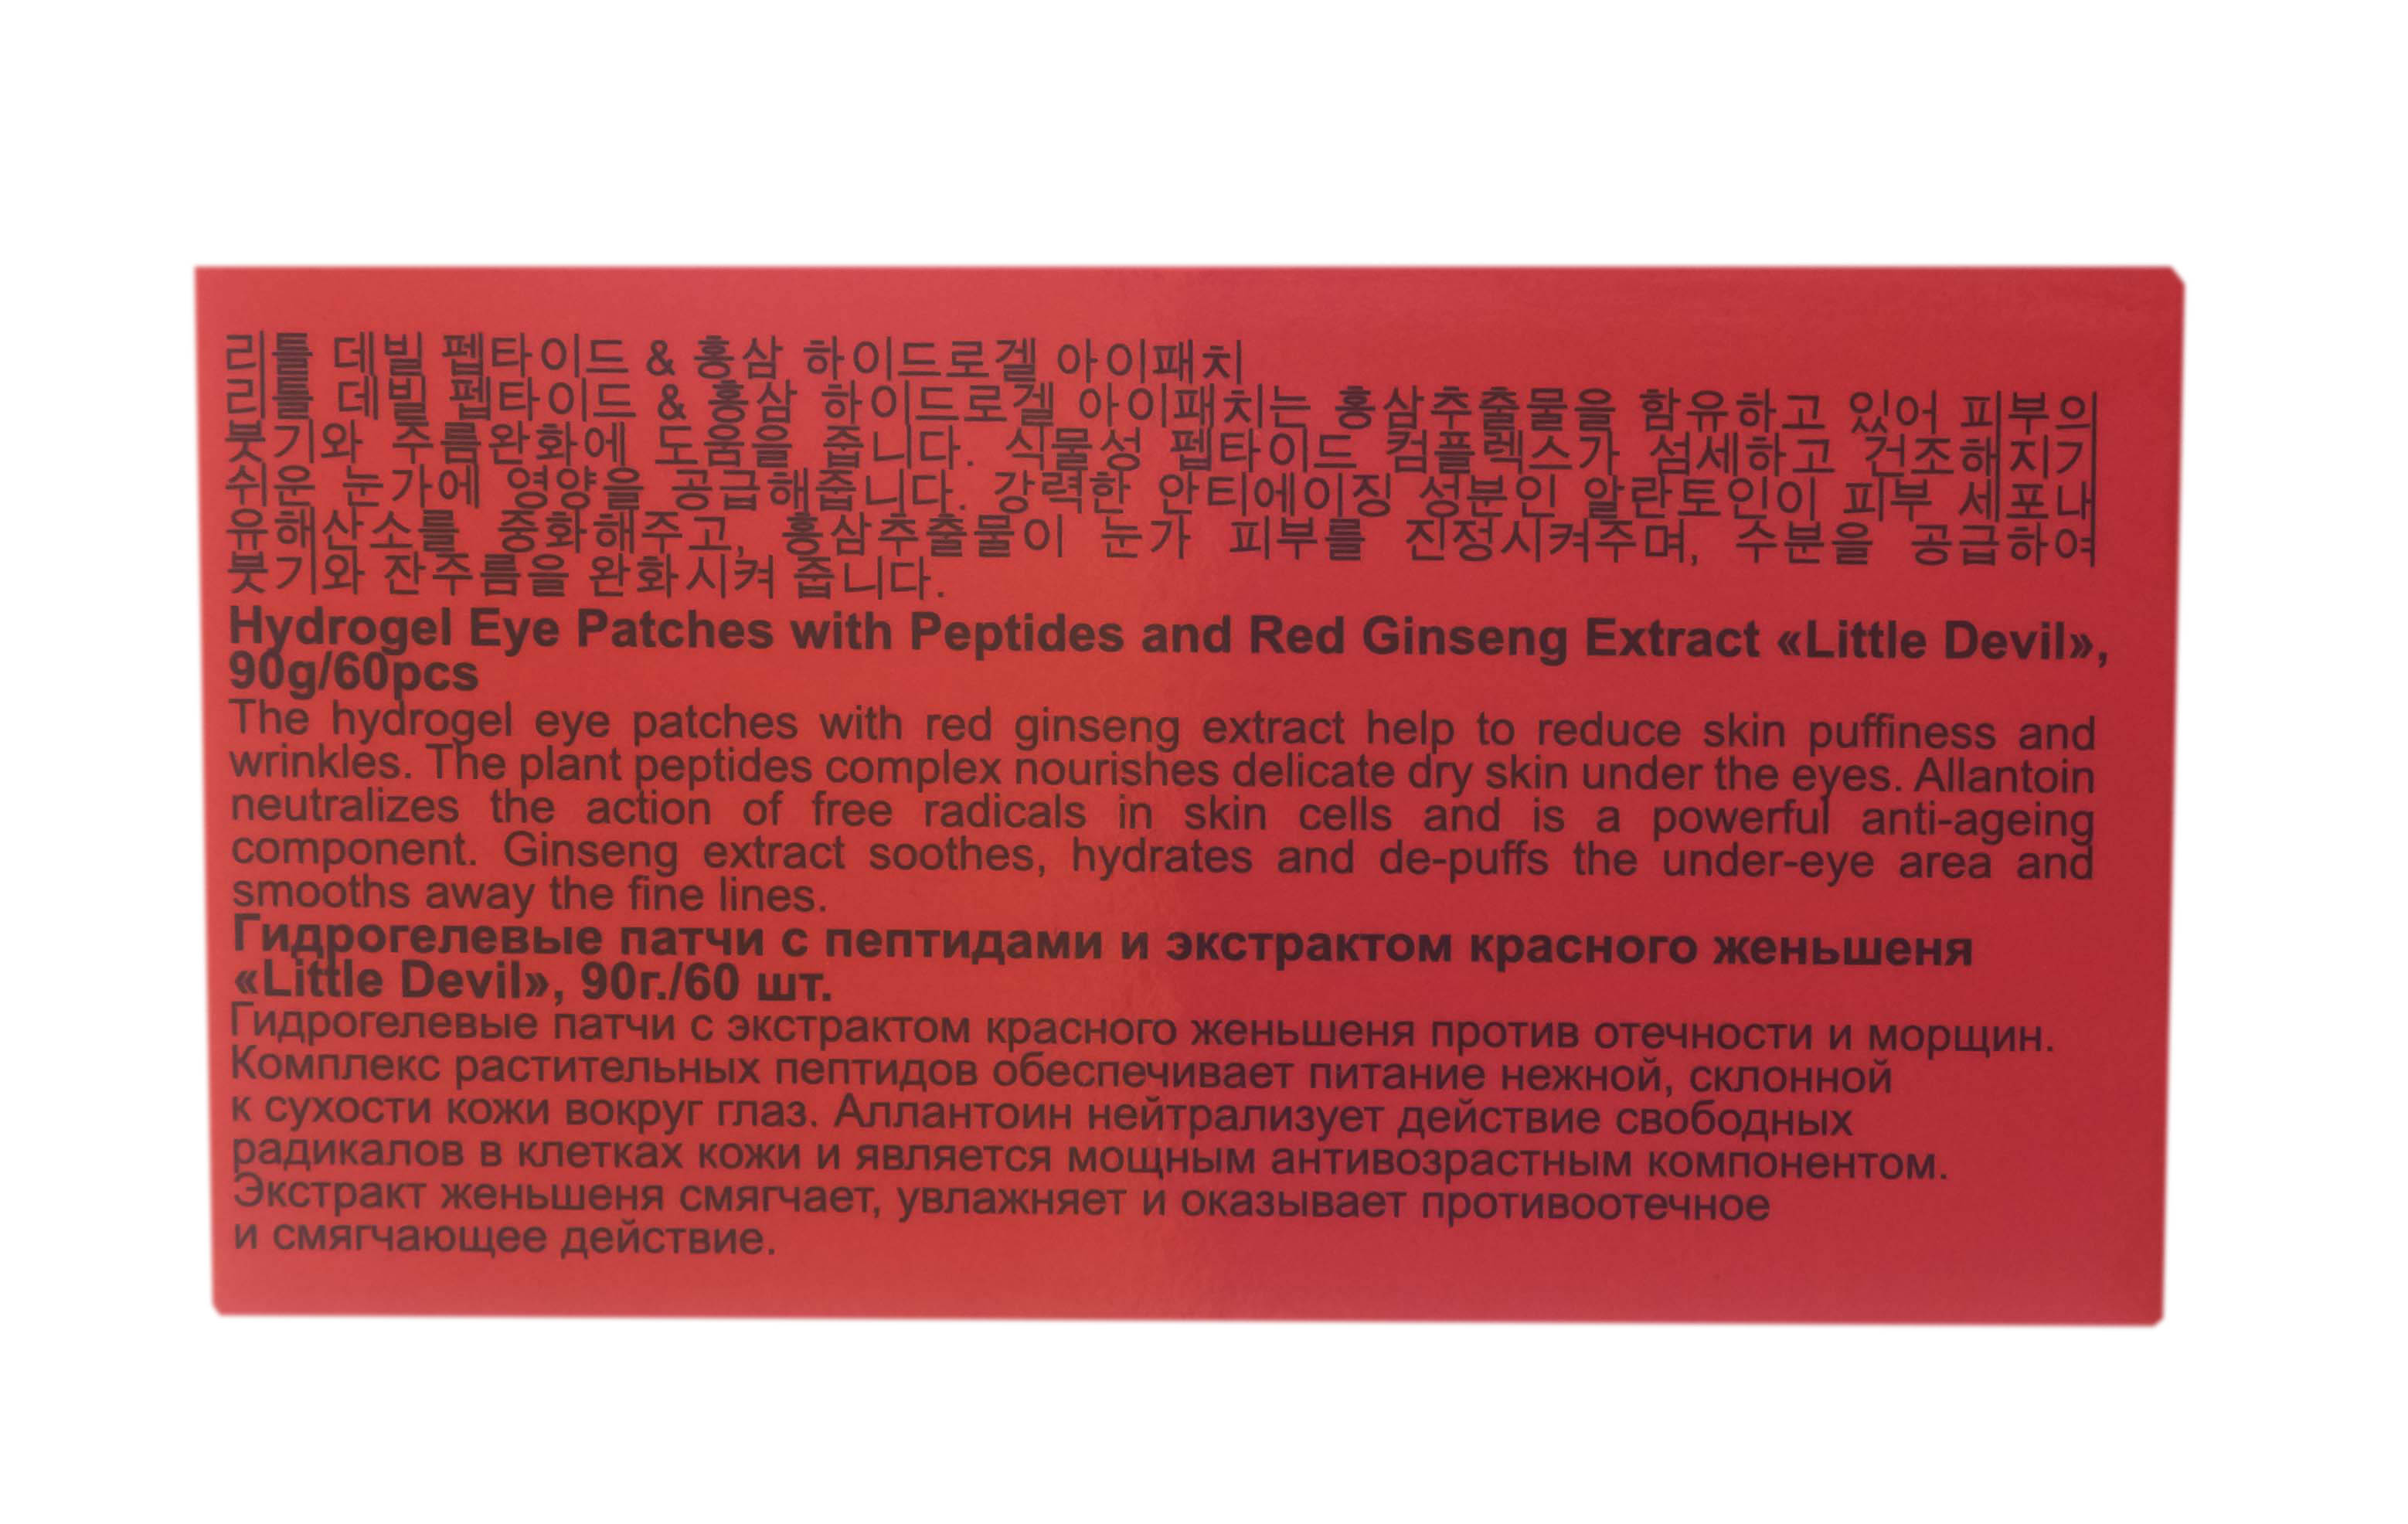 리틀 데빌 펩타이드 & 홍삼 하이드로겔 아이패치
리틀 데빌 펩타이드 & 홍삼 하이드로겔 아이패치는 홍삼추출물을 함유하고 있어 피부의
붓기와 주름완화에 도움을 줍니다. 식물성 펩타이드 컴플렉스가 섬세하고 건조해지기
쉬운 눈가에 영양을 공급해줍니다. 강력한 안티에이징 성분인 알란토인이 피부 세포내
유해산소를 중화해주고, 홍삼추출물이 눈가 피부를 진정시켜주며, 수분을 공급하여
붓기와 잔주름을 완화시켜 줍니다.
Hydrogel Eye Patches with Peptides and Red Ginseng Extract «Little Devil»,
90g/60pcs
The hydrogel eye patches with red ginseng extract help to reduce skin puffiness and
wrinkles. The plant peptides complex nourishes delicate dry skin under the eyes. Allantoin
neutralizes the action of free radicals in skin cells and is a powerful anti-ageing
component. Ginseng extract soothes, hydrates and de-puffs the under-eye area and
smooths away the fine lines.
Гидрогелевые патчи с пептидами и экстрактом красного женьшеня
«Little Devil», 90г./60 шт.
Гидрогелевые патчи с экстрактом красного женьшеня против отечности и морщин.
Комплекс растительных пептидов обеспечивает питание нежной, склонной
к сухости кожи вокруг глаз. Аллантоин нейтрализует действие свободных
радикалов в клетках кожи и является мощным антивозрастным компонентом.
Экстракт женьшеня смягчает, увлажняет и оказывает противоотечное
и смягчающее действие.